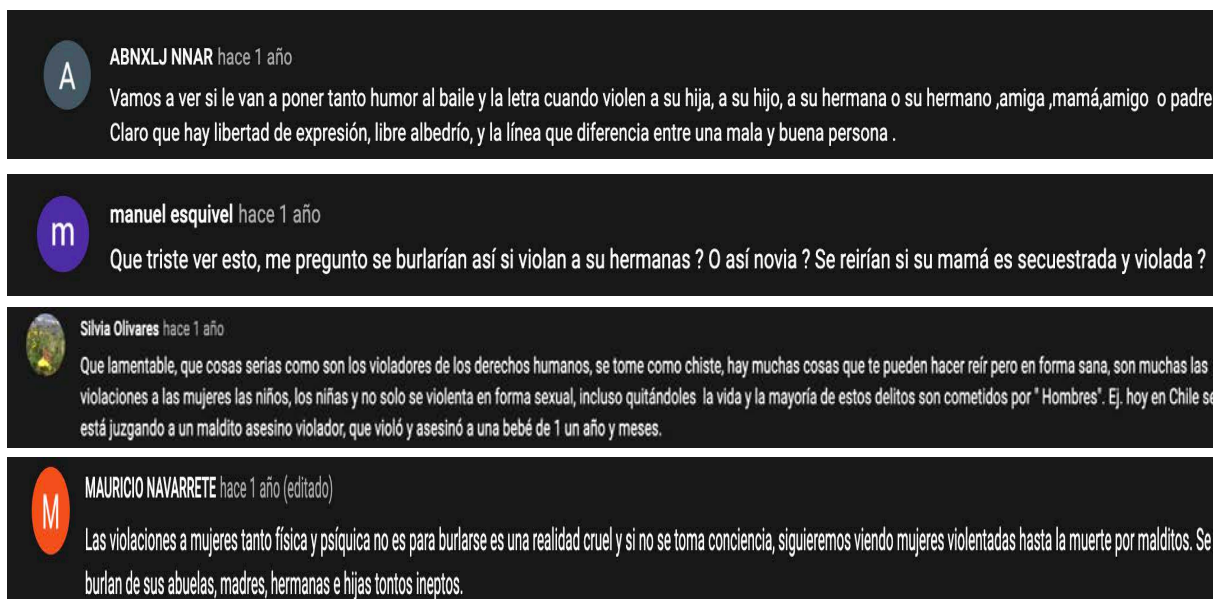 A
ABNXLJ NNAR hace 1 año
Vamos a ver si le van a poner tanto humor al baile y la letra cuando violen a su hija, a su hijo, a su hermana o su hermano ,amiga ,mamá,amigo o padre
Claro que hay libertad de expresión, libre albedrío, y la línea que diferencia entre una mala y buena persona .
m
manuel esquivel hace 1 año
Que triste ver esto, me pregunto se burlarían así si violan a su hermanas ? O así novia ? Se reirían si su mamá es secuestrada y violada ?
Silvia Olivares hace 1 año
Que lamentable, que cosas serias como son los violadores de los derechos humanos, se tome como chiste, hay muchas cosas que te pueden hacer reír pero en forma sana, son muchas las
violaciones a las mujeres las niños, los niñas y no solo se violenta en forma sexual, incluso quitándoles la vida y la mayoría de estos delitos son cometidos por " Hombres". Ej. hoy en Chile se
está juzgando a un maldito asesino violador, que violó y asesinó a una bebé de 1 un año y meses.
M
MAURICIO NAVARRETE hace 1 año (editado)
Las violaciones a mujeres tanto física y psíquica no es para burlarse es una realidad cruel y si no se toma conciencia, siguieremos viendo mujeres violentadas hasta la muerte por malditos. Se
burlan de sus abuelas, madres, hermanas e hijas tontos ineptos.